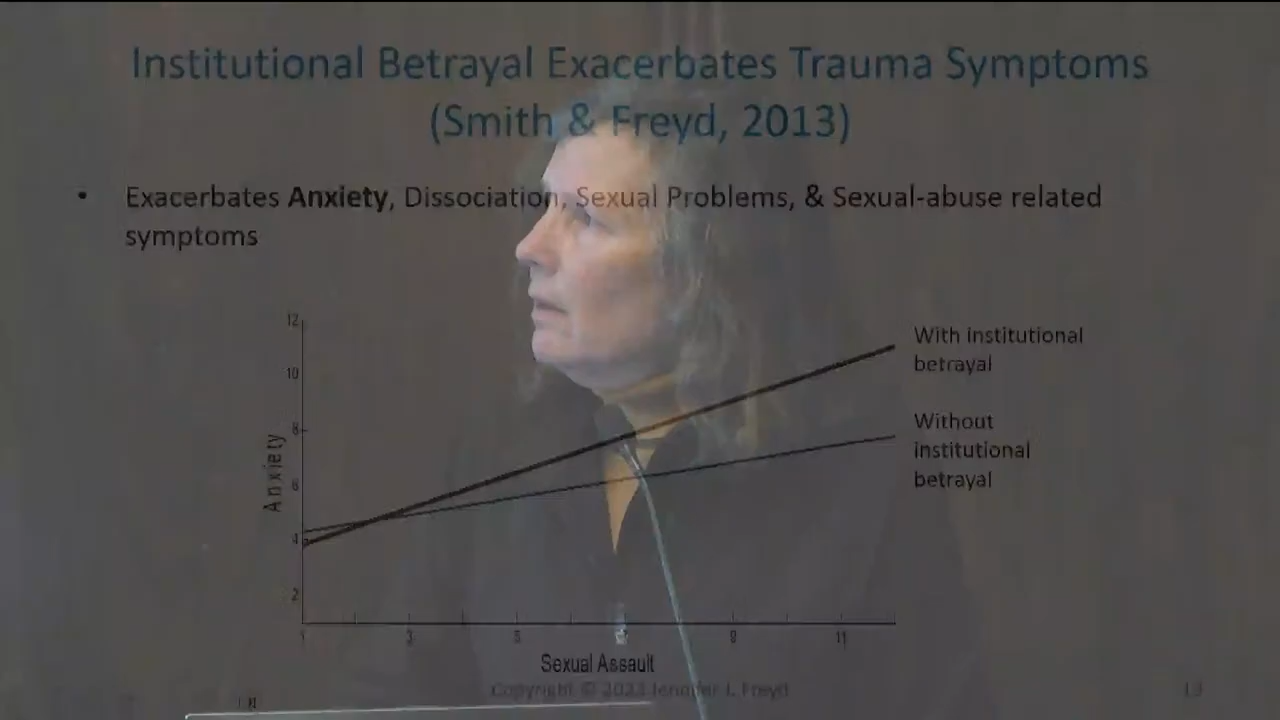 Institutional Betrayal Exacerbates Trauma Symptoms
(Smith & Freyd, 2013)
• Exacerbates Anxiety, Dissociation, Sexual Problems, & Sexual-abuse related
symptoms
12
10
8
6
4
2
Anxiety
With institutional
betrayal
Without
institutional
betrayal
1 3 5 7 9 11
Sexual Assault
Copyright © 2023 Jennifer J. Freyd